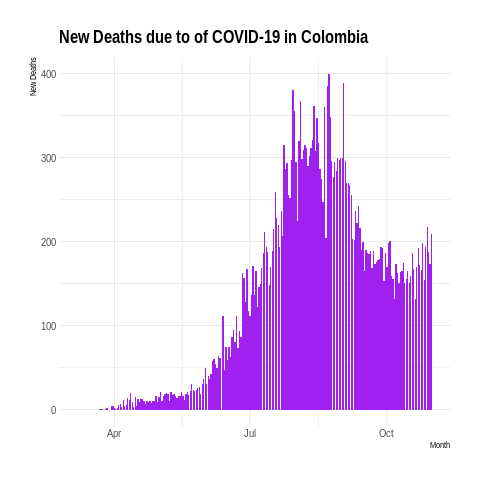 New Deaths due to of COVID-19 in Colombia
New Deaths
400
300
200
100
0
Apr
Jul
Oct
Month